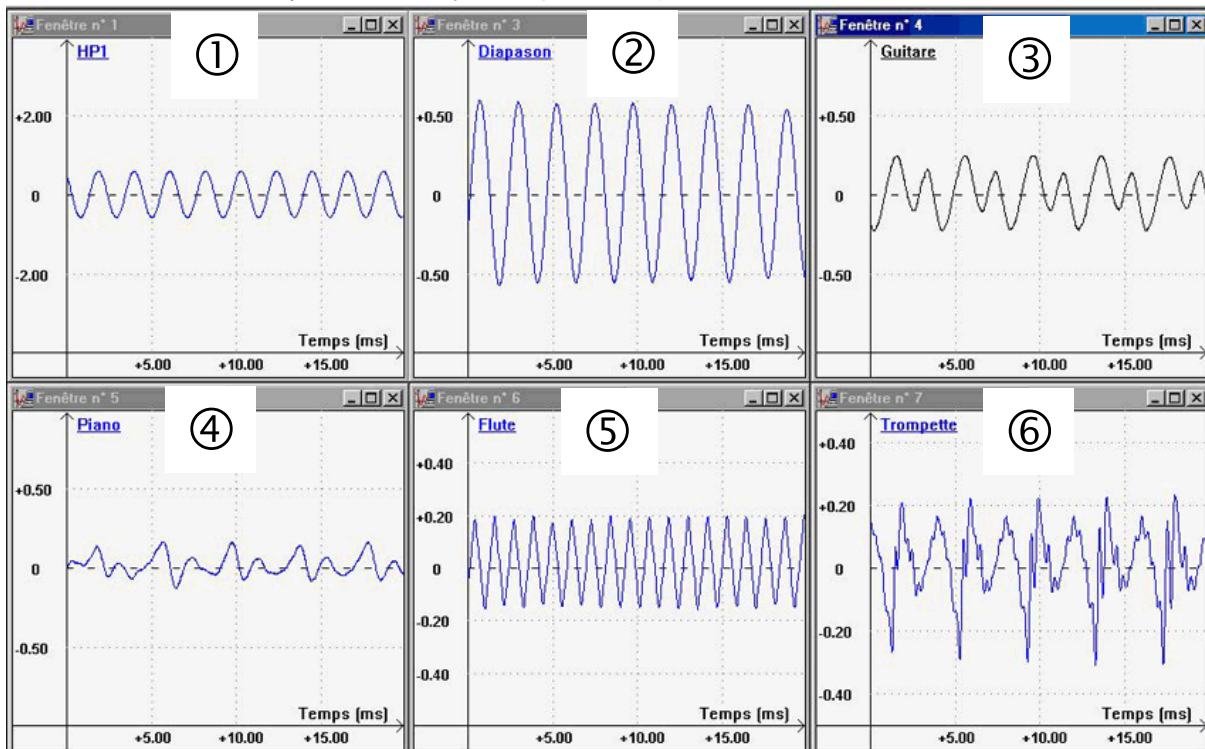 Fenêtre n° 1
①
HP1
+2.00
0
-2.00
Temps (ms)
+5.00 +10.00 +15.00
Fenêtre n° 3
②
Diapason
+0.50
0
-0.50
Temps (ms)
+5.00 +10.00 +15.00
Fenêtre n° 4
③
Guitare
+0.50
0
-0.50
Temps (ms)
+5.00 +10.00 +15.00
Fenêtre n° 5
④
Piano
+0.50
0
-0.50
Temps (ms)
+5.00 +10.00 +15.00
Fenêtre n° 6
⑤
Flute
+0.40
+0.20
0
-0.20
-0.40
Temps (ms)
+5.00 +10.00 +15.00
Fenêtre n° 7
⑥
Trompette
+0.40
+0.20
0
-0.20
-0.40
Temps (ms)
+5.00 +10.00 +15.00